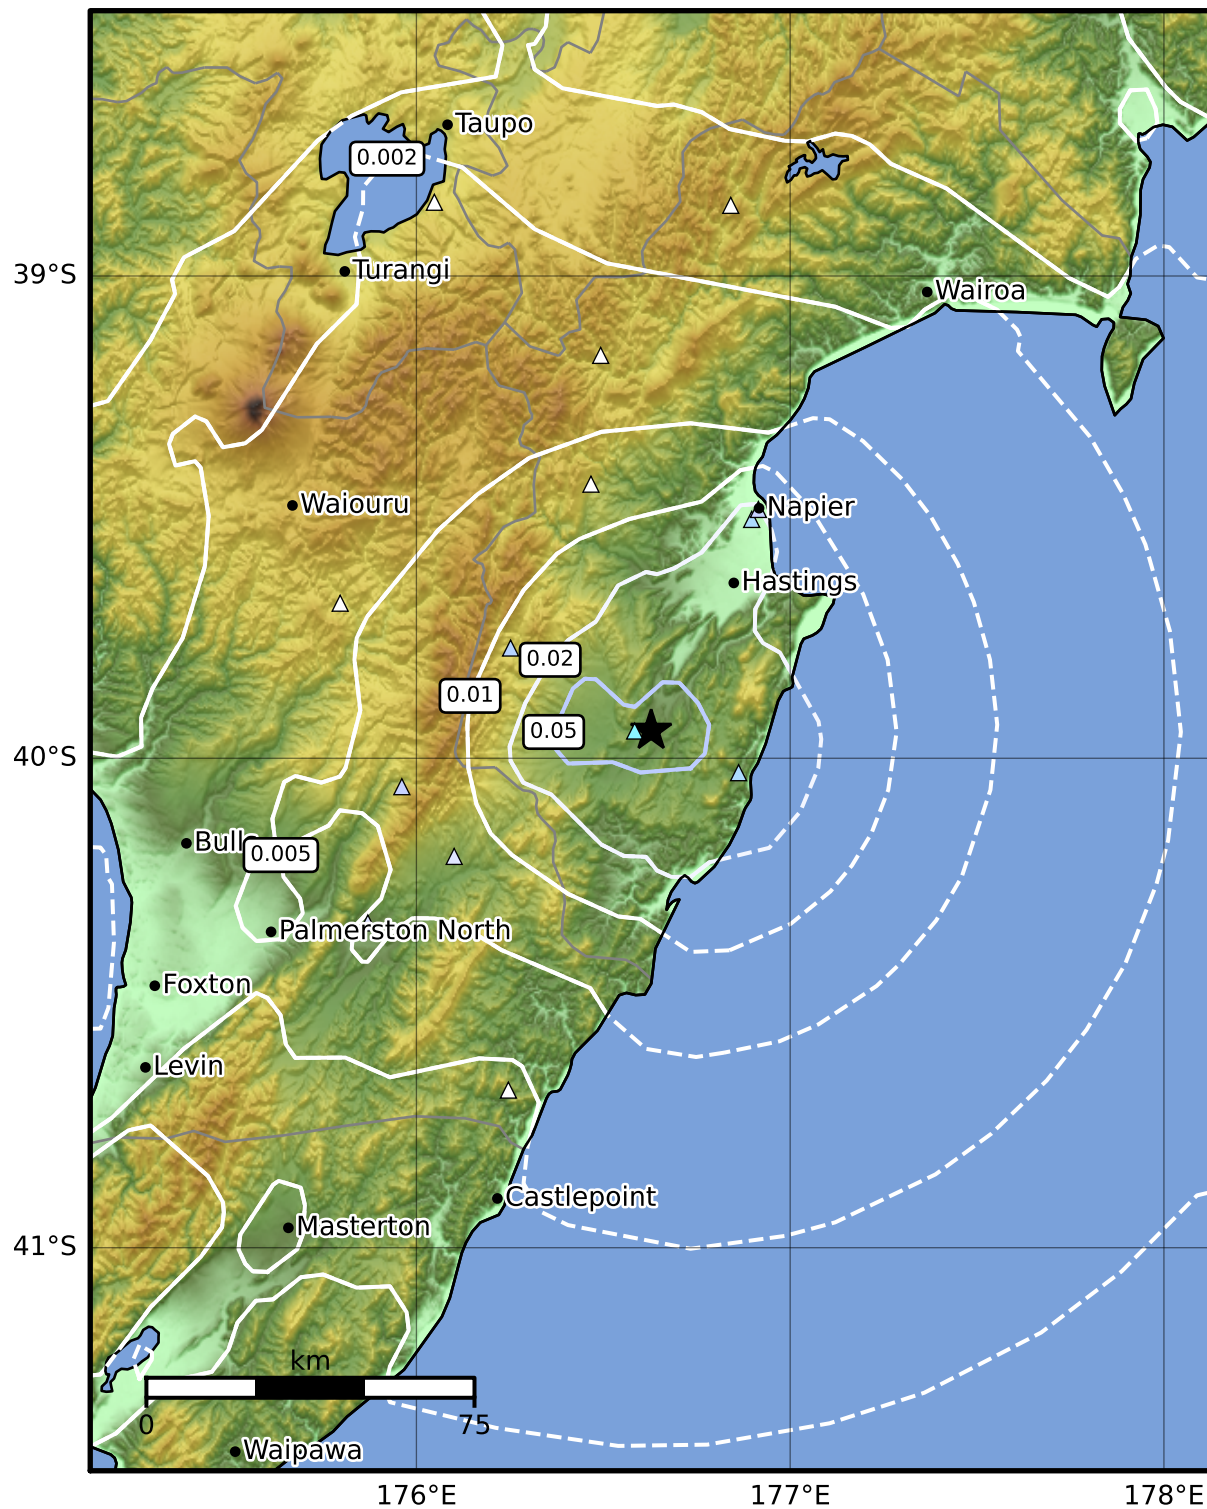 Taupo
0.002
Turangi
39°S
Wairoa
Waiouru
Napier
Hastings
0.02
0.01
0.05
40°S
Bull
0.005
Palmerston North
Foxton
Levin
Castlepoint
Masterton
41°S
km
0 75
Waipawa
176°E 177°E 178°E